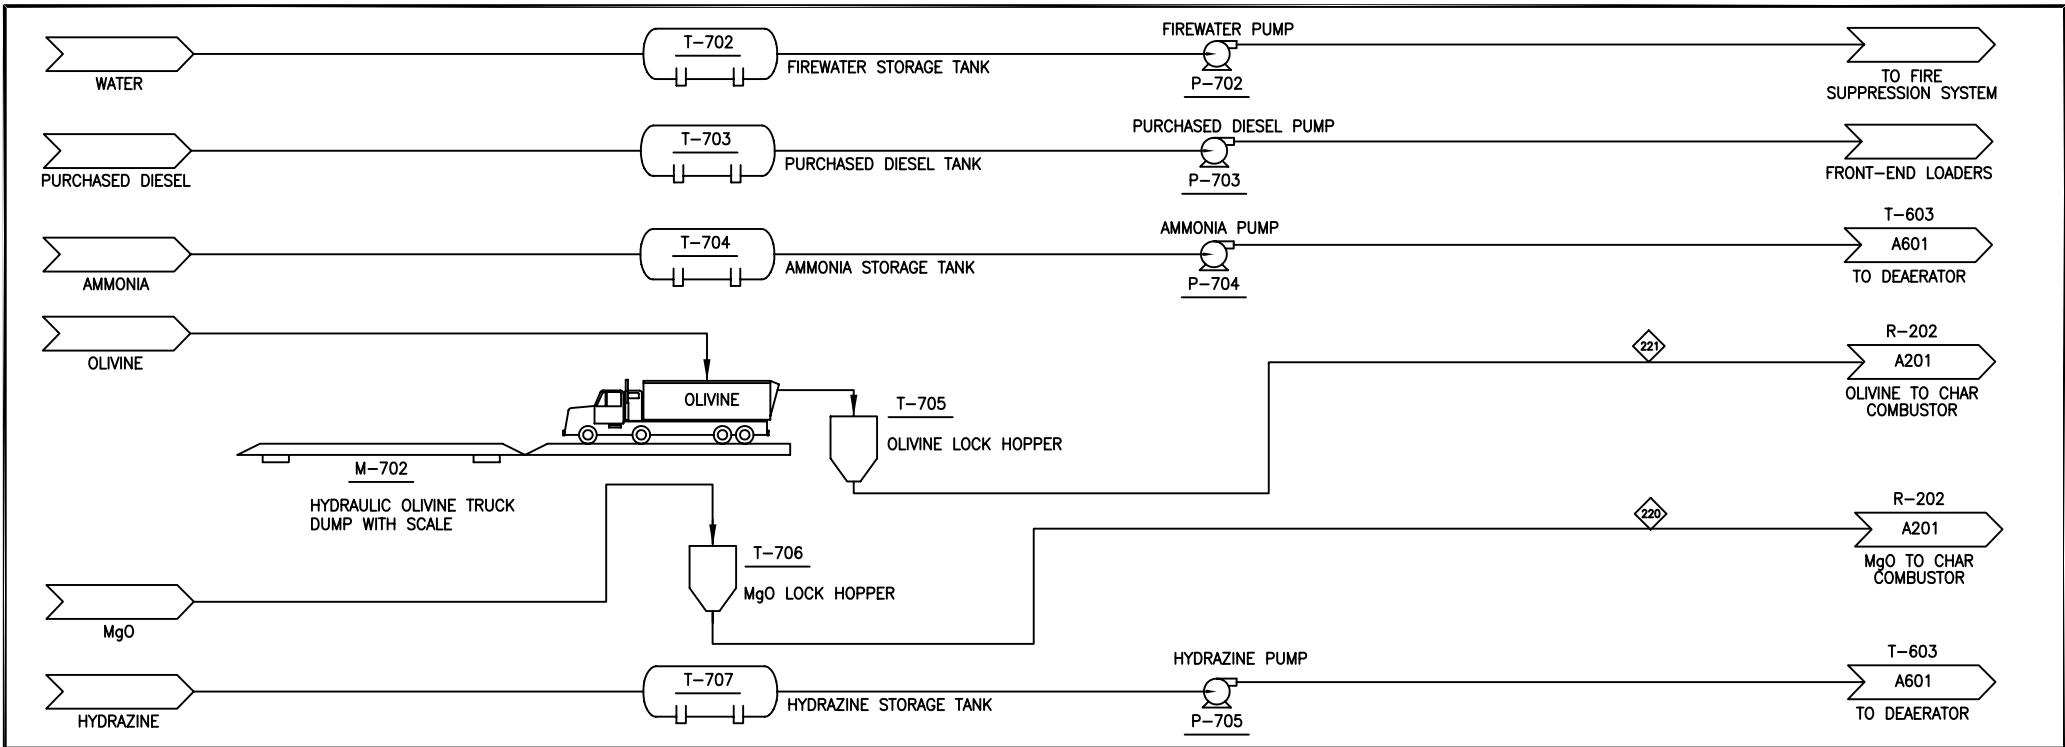 FIREWATER PUMP
T-702
WATER
FIREWATER STORAGE TANK
P-702
TO FIRE
SUPPRESSION SYSTEM
PURCHASED DIESEL PUMP
T-703
PURCHASED DIESEL
PURCHASED DIESEL TANK
P-703
FRONT-END LOADERS
T-603
AMMONIA PUMP
T-704
A601
AMMONIA
AMMONIA STORAGE TANK
P-704
TO DEAERATOR
R-202
221
OLIVINE
A201
OLIVINE
T-705
OLIVINE TO CHAR
COMBUSTOR
OLIVINE LOCK HOPPER
M-702
HYDRAULIC OLIVINE TRUCK
DUMP WITH SCALE
R-202
220
A201
T-706
MgO TO CHAR
COMBUSTOR
MgO LOCK HOPPER
MgO
T-603
HYDRAZINE PUMP
T-707
A601
HYDRAZINE
HYDRAZINE STORAGE TANK
P-705
TO DEAERATOR